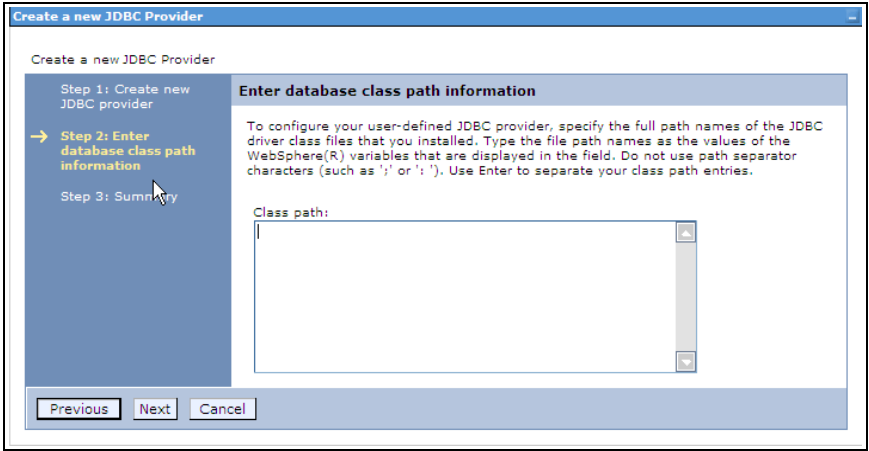 Create a new JDBC Provider
Create a new JDBC Provider
Step 1: Create new
JDBC provider
Step 2: Enter
database class path
information
Step 3: Summary
Enter database class path information
To configure your user-defined JDBC provider, specify the full path names of the JDBC
driver class files that you installed. Type the file path names as the values of the
WebSphere(R) variables that are displayed in the field. Do not use path separator
characters (such as ';' or ': '). Use Enter to separate your class path entries.
Class path:
Previous Next Cancel